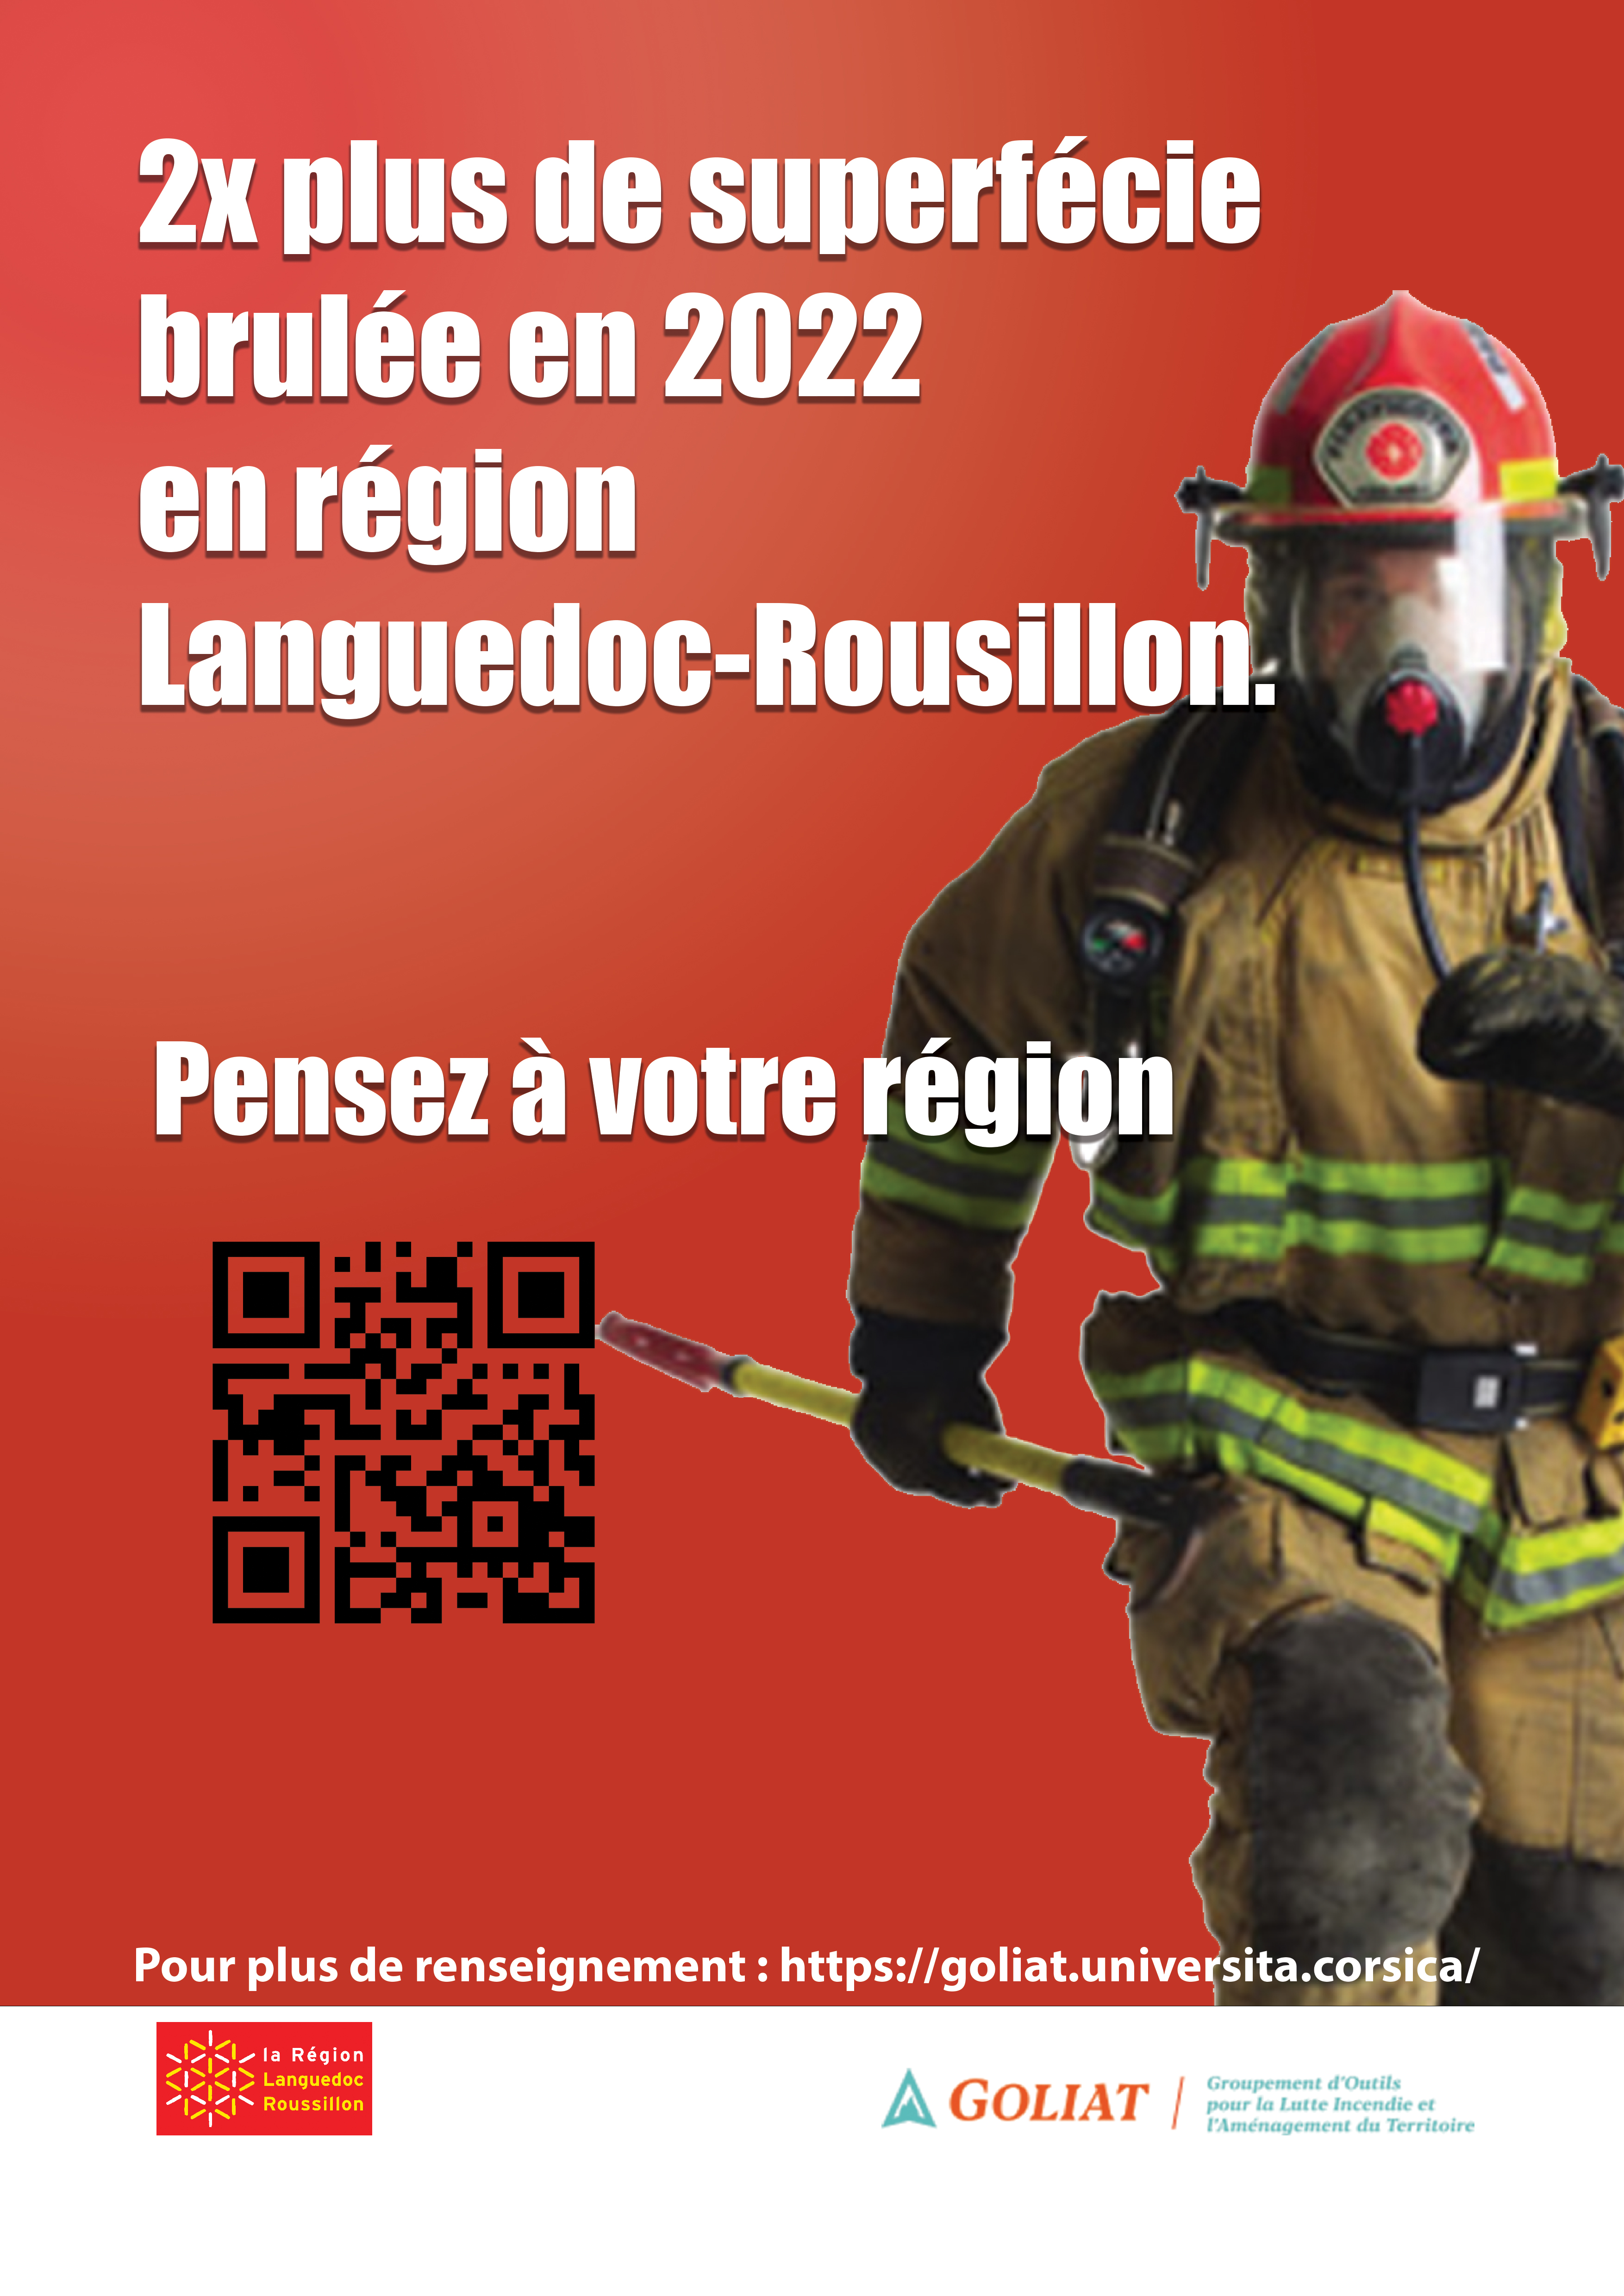 2x plus de superfécie
brulée en 2022
en région
Languedoc-Rousillon.
Pensez à votre région
Pour plus de renseignement : https://goliat.universita.corsica/
la Région
Languedoc
Roussillon
GOLIAT
Groupement d'Outils
pour la Lutte Incendie et
l'Aménagement du Territoire